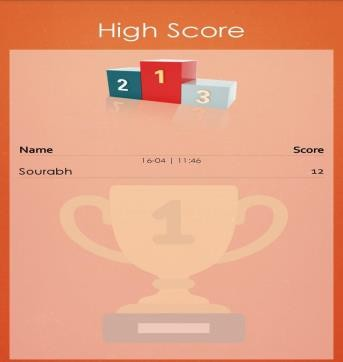 High Score
2 1 3
Name Score
16-04 | 11:46
Sourabh 12
1